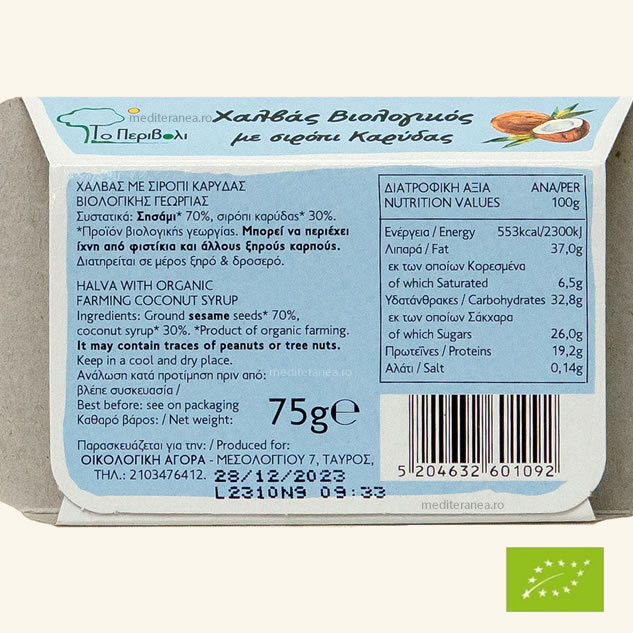 mediteranea.ro
Το Περιβολι
Χαλβάς Βιολογικός
με σιρόπι Καρύδας
ΧΑΛΒΑΣ ΜΕ ΣΙΡΟΠΙ ΚΑΡΥΔΑΣ
ΒΙΟΛΟΓΙΚΗΣ ΓΕΩΡΓΙΑΣ
Συστατικά: Σησάμι* 70%, σιρόπι καρύδας* 30%.
*Προϊόν βιολογικής γεωργίας. Μπορεί να περιέχει
ίχνη από φιστίκια και άλλους ξηρούς καρπούς.
Διατηρείται σε μέρος ξηρό & δροσερό.
HALVA WITH ORGANIC
FARMING COCONUT SYRUP
Ingredients: Ground sesame seeds* 70%,
coconut syrup* 30%. *Product of organic farming.
It may contain traces of peanuts or tree nuts.
Keep in a cool and dry place.
mediteranea.ro
Ανάλωση κατά προτίμηση πριν από:
βλέπε συσκευασία /
Best before: see on packaging
Καθαρό βάρος: / Net weight:
75g℮
Παρασκευάζεται για την: / Produced for:
ΟΙΚΟΛΟΓΙΚΗ ΑΓΟΡΑ - ΜΕΣΟΛΟΓΓΙΟΥ 7, ΤΑΥΡΟΣ,
ΤΗΛ.: 2103476412.
28/12/2023
L2310N9 09:33
ΔΙΑΤΡΟΦΙΚΗ ΑΞΙΑ ΑΝΑ/PER
NUTRITION VALUES 100g
Ενέργεια / Energy 553kcal/2300kJ
Λιπαρά / Fat 37,0g
εκ των οποίων Κορεσμένα
of which Saturated 6,5g
Υδατάνθρακες / Carbohydrates 32,8g
εκ των οποίων Σάκχαρα
of which Sugars 26,0g
Πρωτεΐνες / Proteins 19,2g
Αλάτι / Salt 0,14g
5 204632 601092
mediteranea.ro